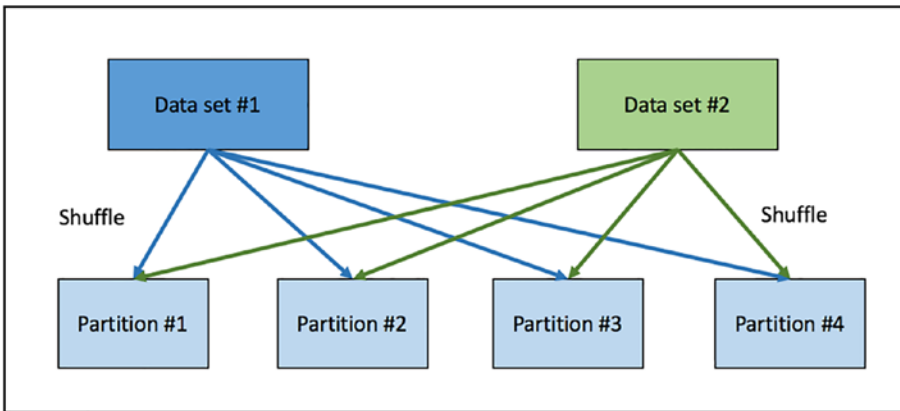 Data set #1
Data set #2
Shuffle
Shuffle
Partition #1
Partition #2
Partition #3
Partition #4